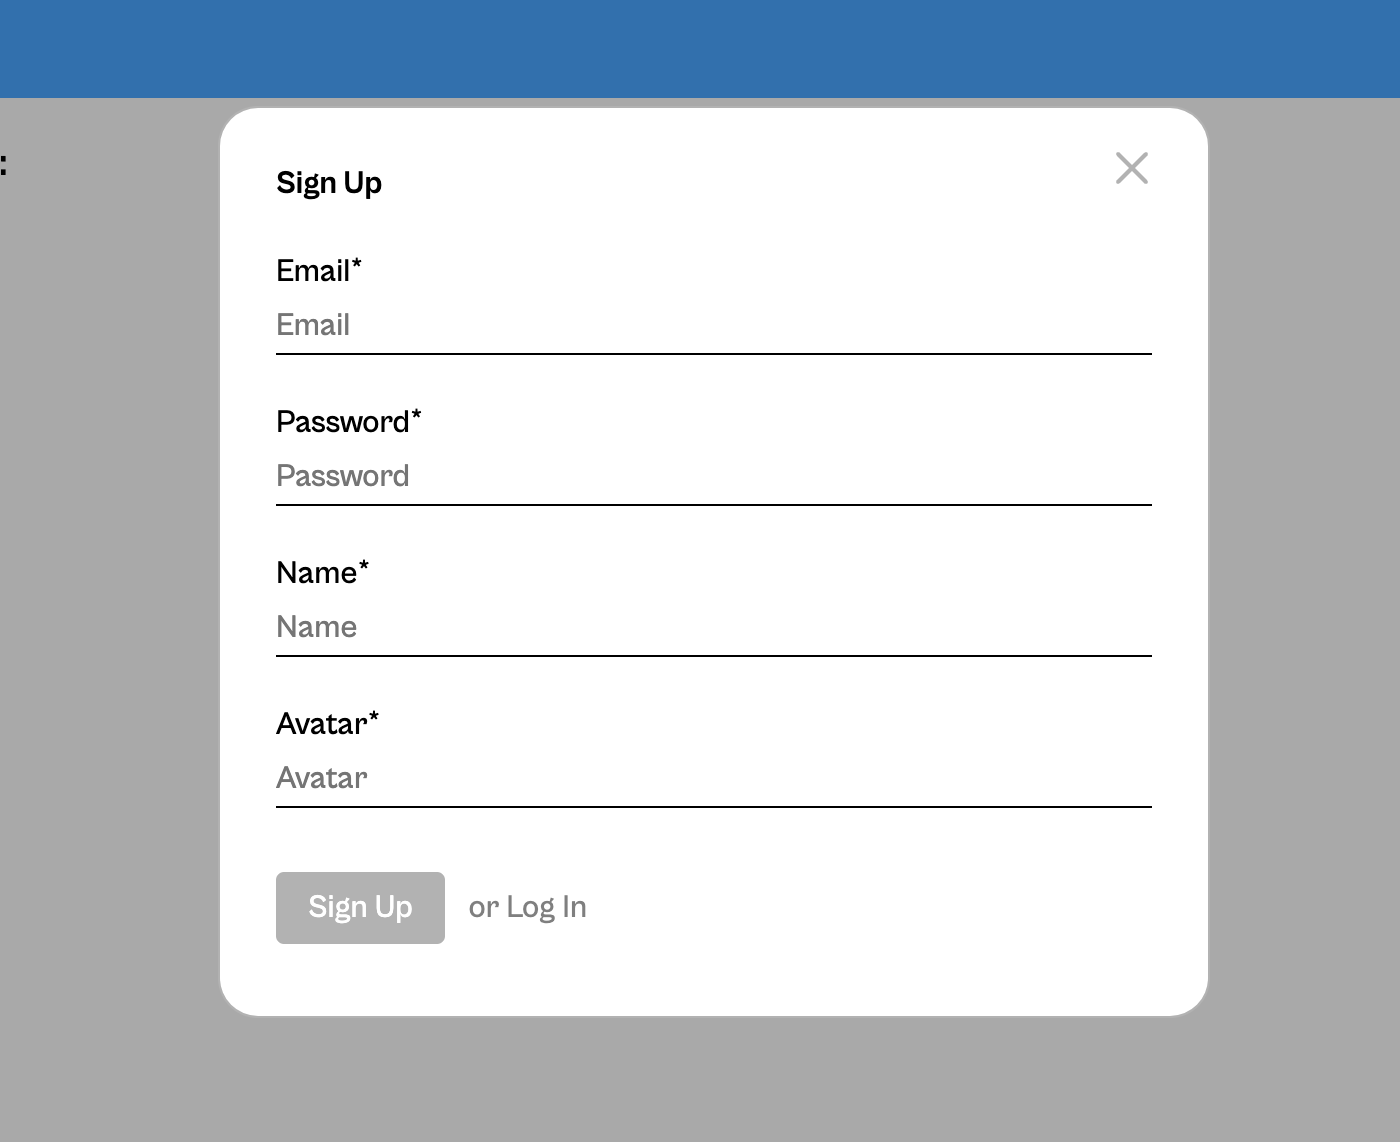 :
Sign Up
Email*
Email
Password*
Password
Name*
Name
Avatar*
Avatar
Sign Up or Log In